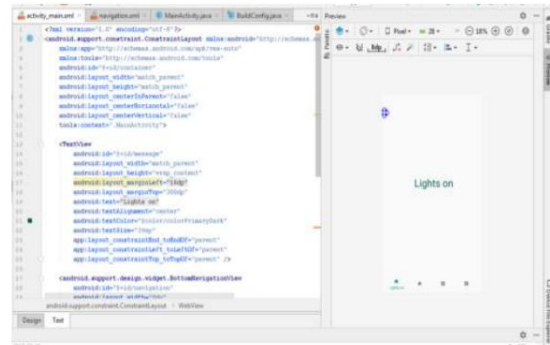 activity_main.xml
navigation.xml
MainActivity.java
BuildConfig.java
Preview
<?xml version="1.0" encoding="utf-8"?>
Pixel
28
18%
<android.support.constraint.ConstraintLayout xmlns:android="http://schemas.android.com
xmlns:app="http://schemas.android.com/apk/res-auto"
xmlns:tools="http://schemas.android.com/tools"
android:id="@+id/container"
android:layout_width="match_parent"
android:layout_height="match_parent"
android:layout_centerInParent="false"
android:layout_centerHorizontal="false"
android:layout_centerVertical="false"
tools:context=".MainActivity">
<TextView
android:id="@+id/message"
android:layout_width="match_parent"
android:layout_height="wrap_content"
android:layout_marginLeft="16dp"
android:layout_marginTop="300dp"
android:text="Lights on"
android:textAlignment="center"
android:textColor="@color/colorPrimaryDark"
app:layout_constraintEnd_toEndOf="parent"
app:layout_constraintLeft_toLeftOf="parent"
app:layout_constraintTop_toTopOf="parent" />
<android.support.design.widget.BottomNavigationView
android:id="@+id/navigation"
android:layout_width="0dp"
Lights on
android.support.constraint.ConstraintLayout
WebView
Design
Text